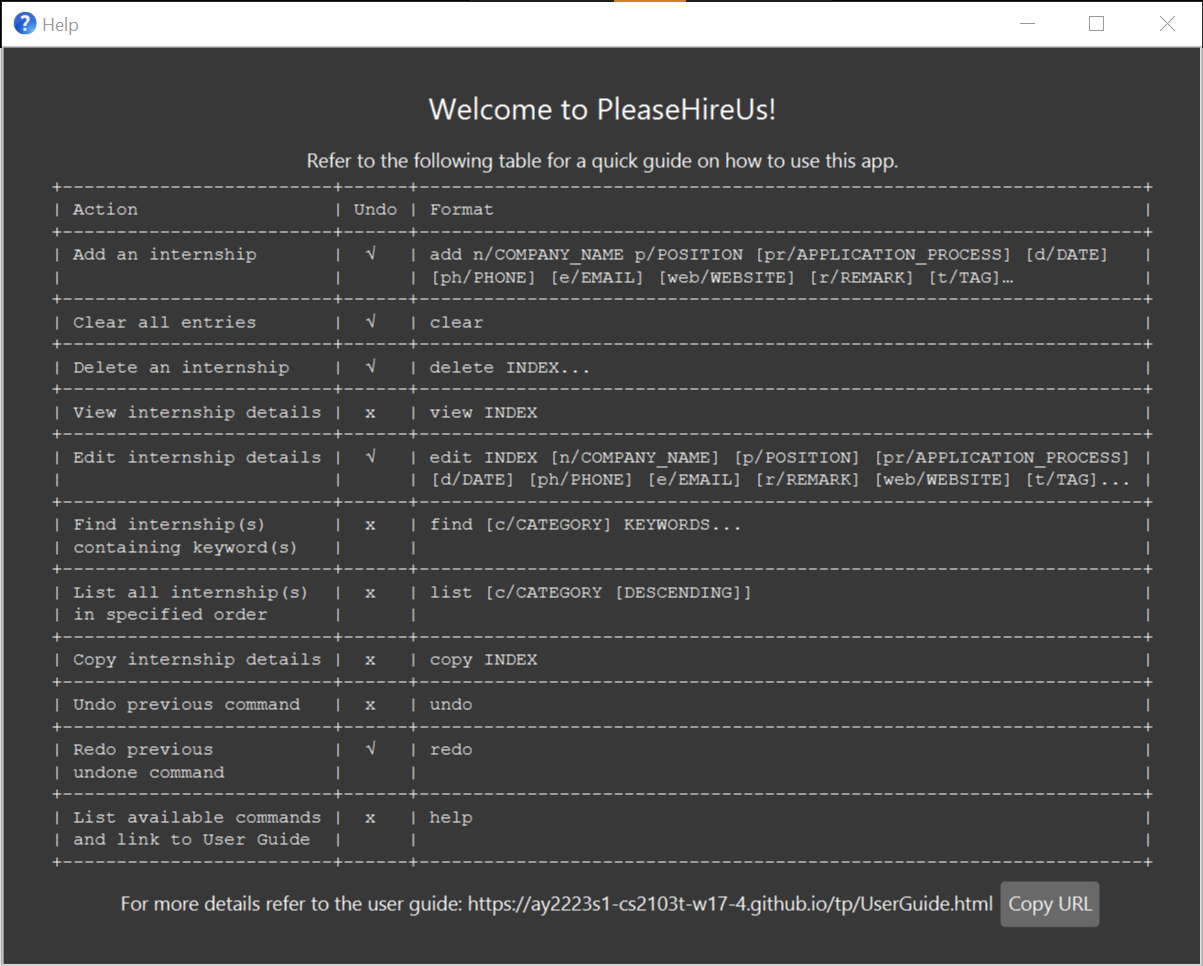 Help
Welcome to PleaseHireUs!
Refer to the following table for a quick guide on how to use this app.
+-------------------------+------+-------------------------------------------------------------------+
| Action                  | Undo | Format                                                            |
+-------------------------+------+-------------------------------------------------------------------+
| Add an internship       |  √   | add n/COMPANY_NAME p/POSITION [pr/APPLICATION_PROCESS] [d/DATE]   |
|                         |      | [ph/PHONE] [e/EMAIL] [web/WEBSITE] [r/REMARK] [t/TAG]…            |
+-------------------------+------+-------------------------------------------------------------------+
| Clear all entries       |  √   | clear                                                             |
+-------------------------+------+-------------------------------------------------------------------+
| Delete an internship    |  √   | delete INDEX...                                                   |
+-------------------------+------+-------------------------------------------------------------------+
| View internship details |  x   | view INDEX                                                        |
+-------------------------+------+-------------------------------------------------------------------+
| Edit internship details |  √   | edit INDEX [n/COMPANY_NAME] [p/POSITION] [pr/APPLICATION_PROCESS] |
|                         |      | [d/DATE] [ph/PHONE] [e/EMAIL] [r/REMARK] [web/WEBSITE] [t/TAG]... |
+-------------------------+------+-------------------------------------------------------------------+
| Find internship(s)      |  x   | find [c/CATEGORY] KEYWORDS...                                     |
| containing keyword(s)   |      |                                                                   |
+-------------------------+------+-------------------------------------------------------------------+
| List all internship(s)  |  x   | list [c/CATEGORY [DESCENDING]]                                    |
| in specified order      |      |                                                                   |
+-------------------------+------+-------------------------------------------------------------------+
| Copy internship details |  x   | copy INDEX                                                        |
+-------------------------+------+-------------------------------------------------------------------+
| Undo previous command   |  x   | undo                                                              |
+-------------------------+------+-------------------------------------------------------------------+
| Redo previous           |  √   | redo                                                              |
| undone command          |      |                                                                   |
+-------------------------+------+-------------------------------------------------------------------+
| List available commands |  x   | help                                                              |
| and link to User Guide  |      |                                                                   |
+-------------------------+------+-------------------------------------------------------------------+
For more details refer to the user guide: https://ay2223s1-cs2103t-w17-4.github.io/tp/UserGuide.html Copy URL